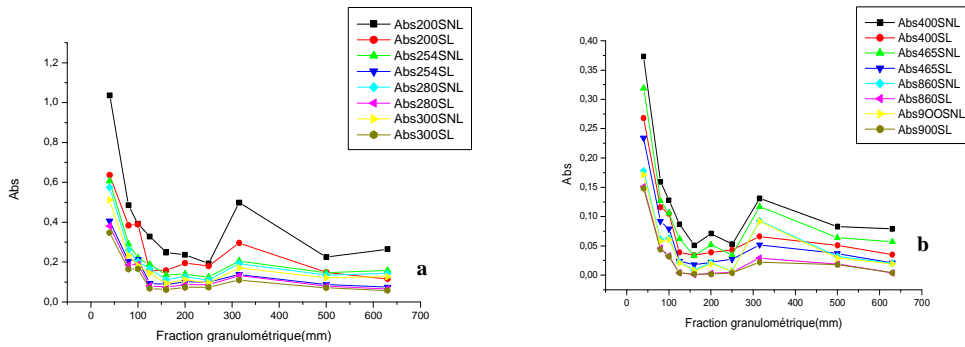 Abs200SNL
Abs200SL
Abs254SNL
Abs254SL
Abs280SNL
Abs280SL
Abs300SNL
Abs300SL
1,2
1,0
0,8
0,6
0,4
0,2
0,0
Abs
0 100 200 300 400 500 600 700
Fraction granulométrique(mm)
a
Abs400SNL
Abs400SL
Abs465SNL
Abs465SL
Abs860SNL
Abs860SL
Abs9OOSNL
Abs900SL
0,40
0,35
0,30
0,25
0,20
0,15
0,10
0,05
0,00
Abs
0 100 200 300 400 500 600 700
Fraction granulométrique(mm)
b